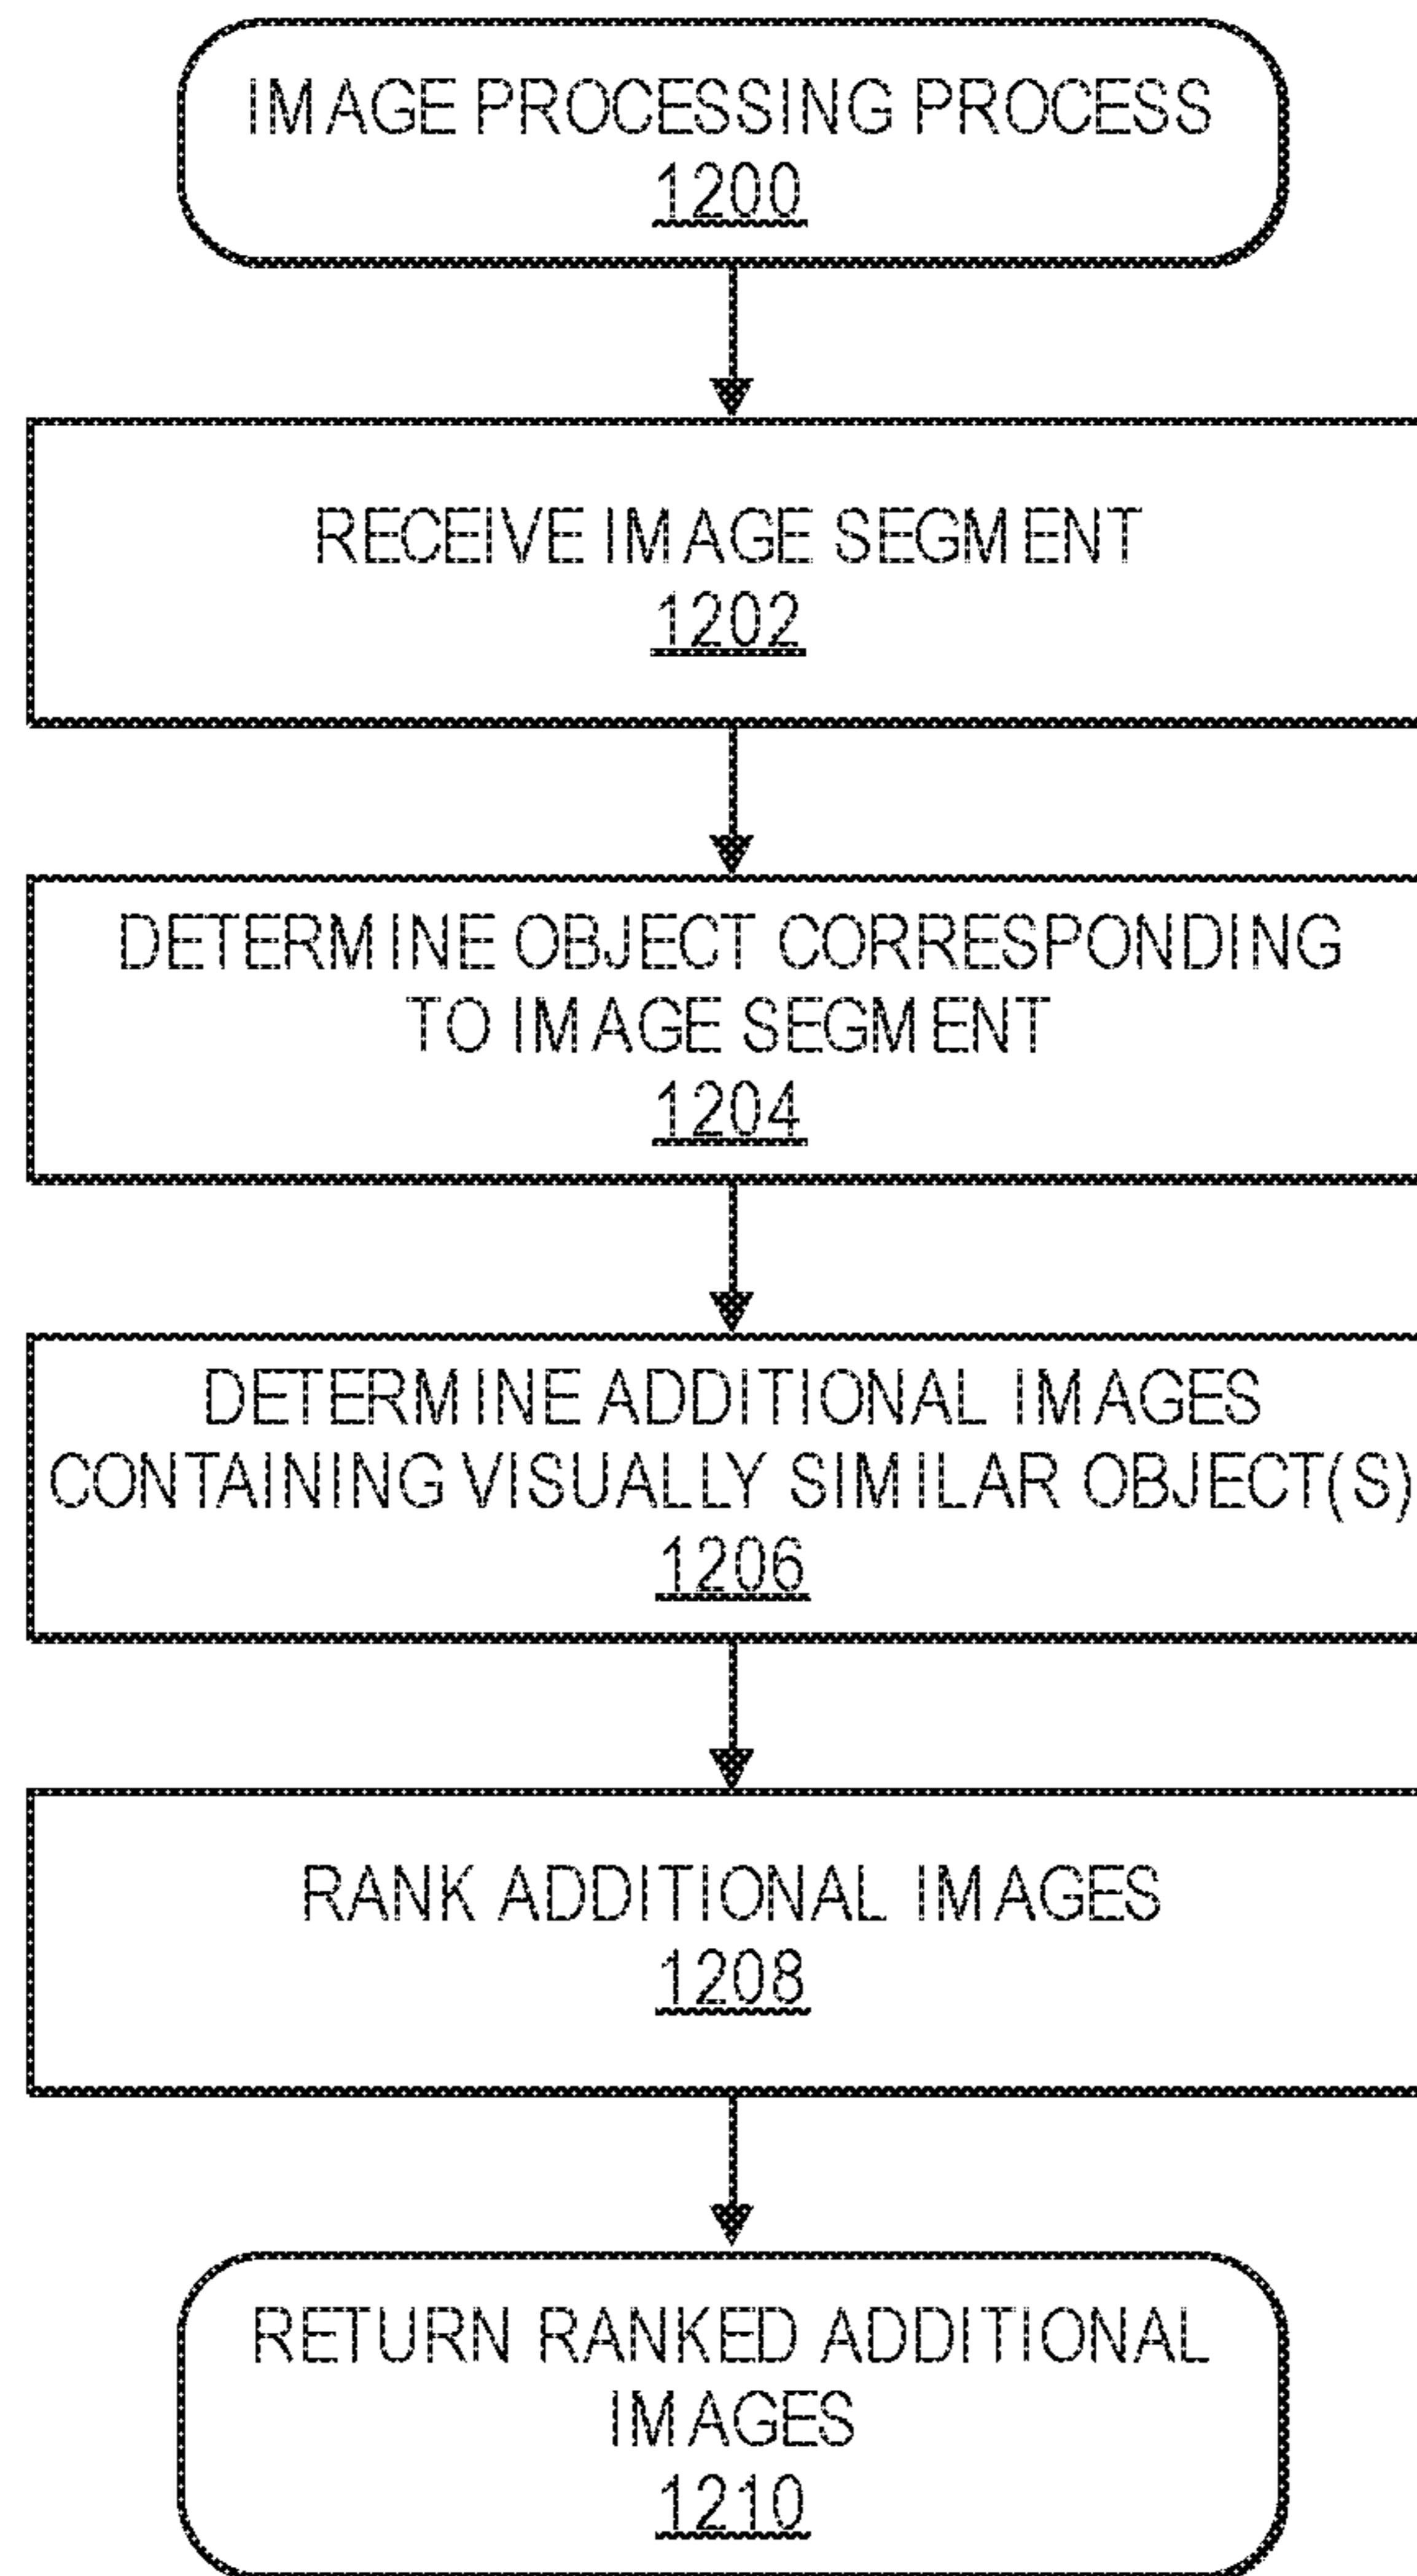 IMAGE PROCESSING PROCESS
1200
RECEIVE IMAGE SEGMENT
1202
DETERMINE OBJECT CORRESPONDING
TO IMAGE SEGMENT
1204
DETERMINE ADDITIONAL IMAGES
CONTAINING VISUALLY SIMILAR OBJECT(S)
1206
RANK ADDITIONAL IMAGES
1208
RETURN RANKED ADDITIONAL
IMAGES
1210